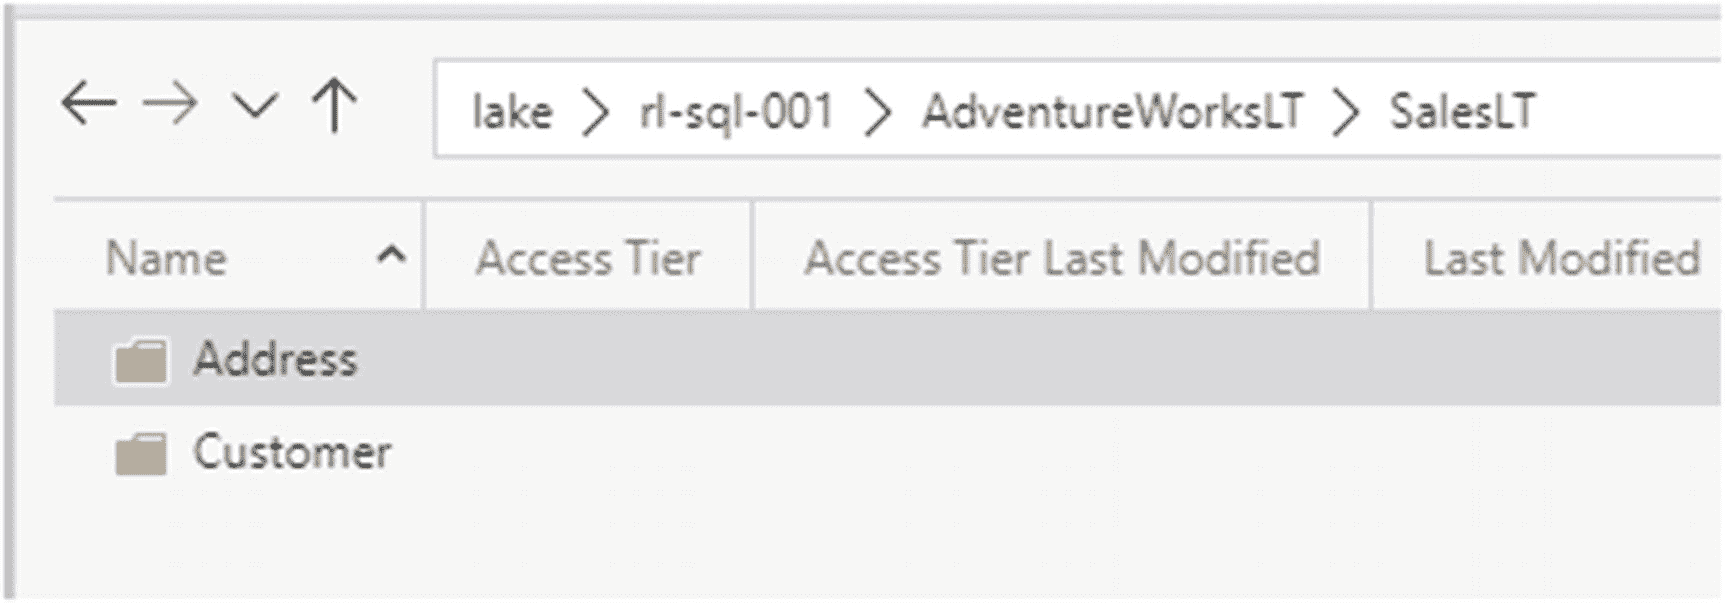 lake > rl-sql-001 > AdventureWorksLT > SalesLT
Name Access Tier Access Tier Last Modified Last Modified
Address
Customer